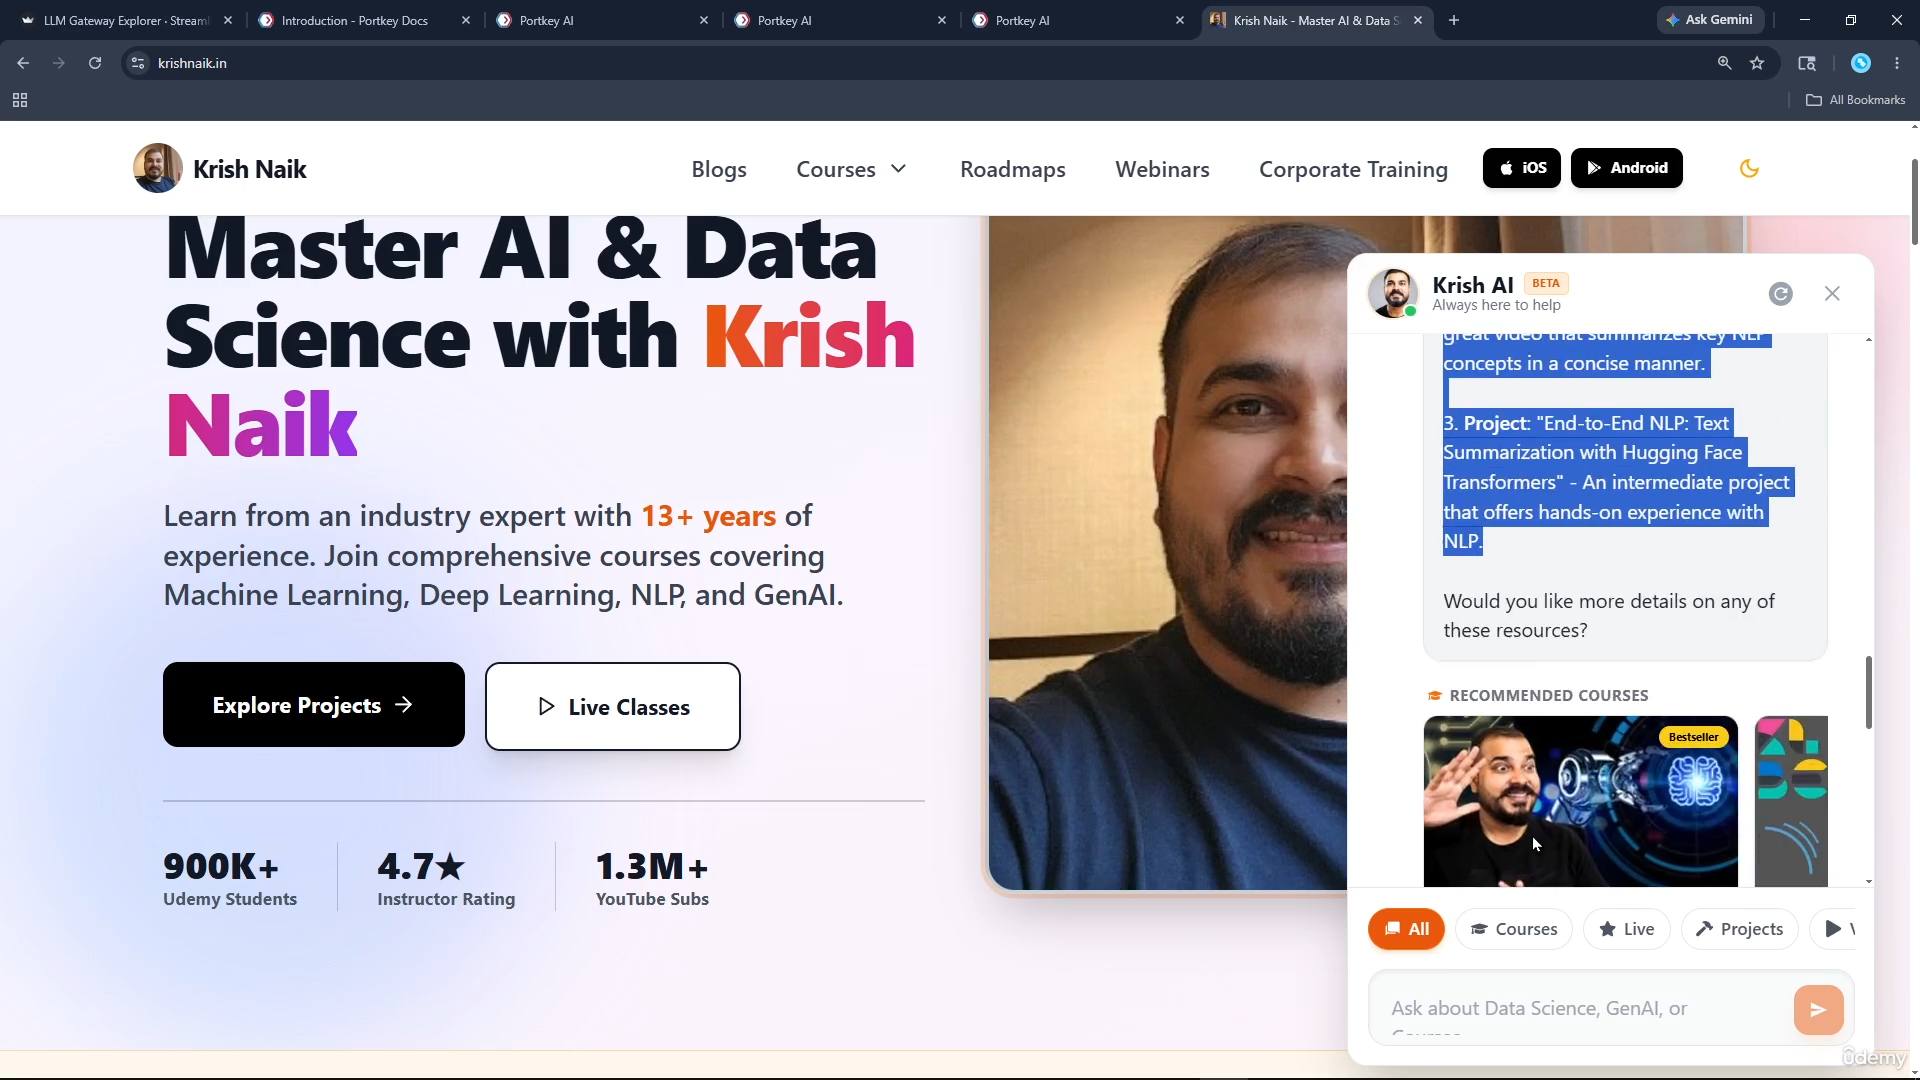 LLM Gateway Explorer · Streaml
Introduction - Portkey Docs
Portkey AI
Portkey AI
Portkey AI
Krish Naik - Master AI & Data S
Ask Gemini
krishnaik.in
All Bookmarks
Krish Naik
Blogs
Courses
Roadmaps
Webinars
Corporate Training
iOS
Android
Master AI & Data
Science with Krish
Naik
Learn from an industry expert with 13+ years of
experience. Join comprehensive courses covering
Machine Learning, Deep Learning, NLP, and GenAI.
Explore Projects →
Live Classes
900K+
Udemy Students
4.7★
Instructor Rating
1.3M+
YouTube Subs
Krish AI
BETA
Always here to help
great video that summarizes key NLP
concepts in a concise manner.
3. Project: "End-to-End NLP: Text
Summarization with Hugging Face
Transformers" - An intermediate project
that offers hands-on experience with
NLP.
Would you like more details on any of
these resources?
RECOMMENDED COURSES
Bestseller
All
Courses
Live
Projects
Ask about Data Science, GenAI, or
udemy